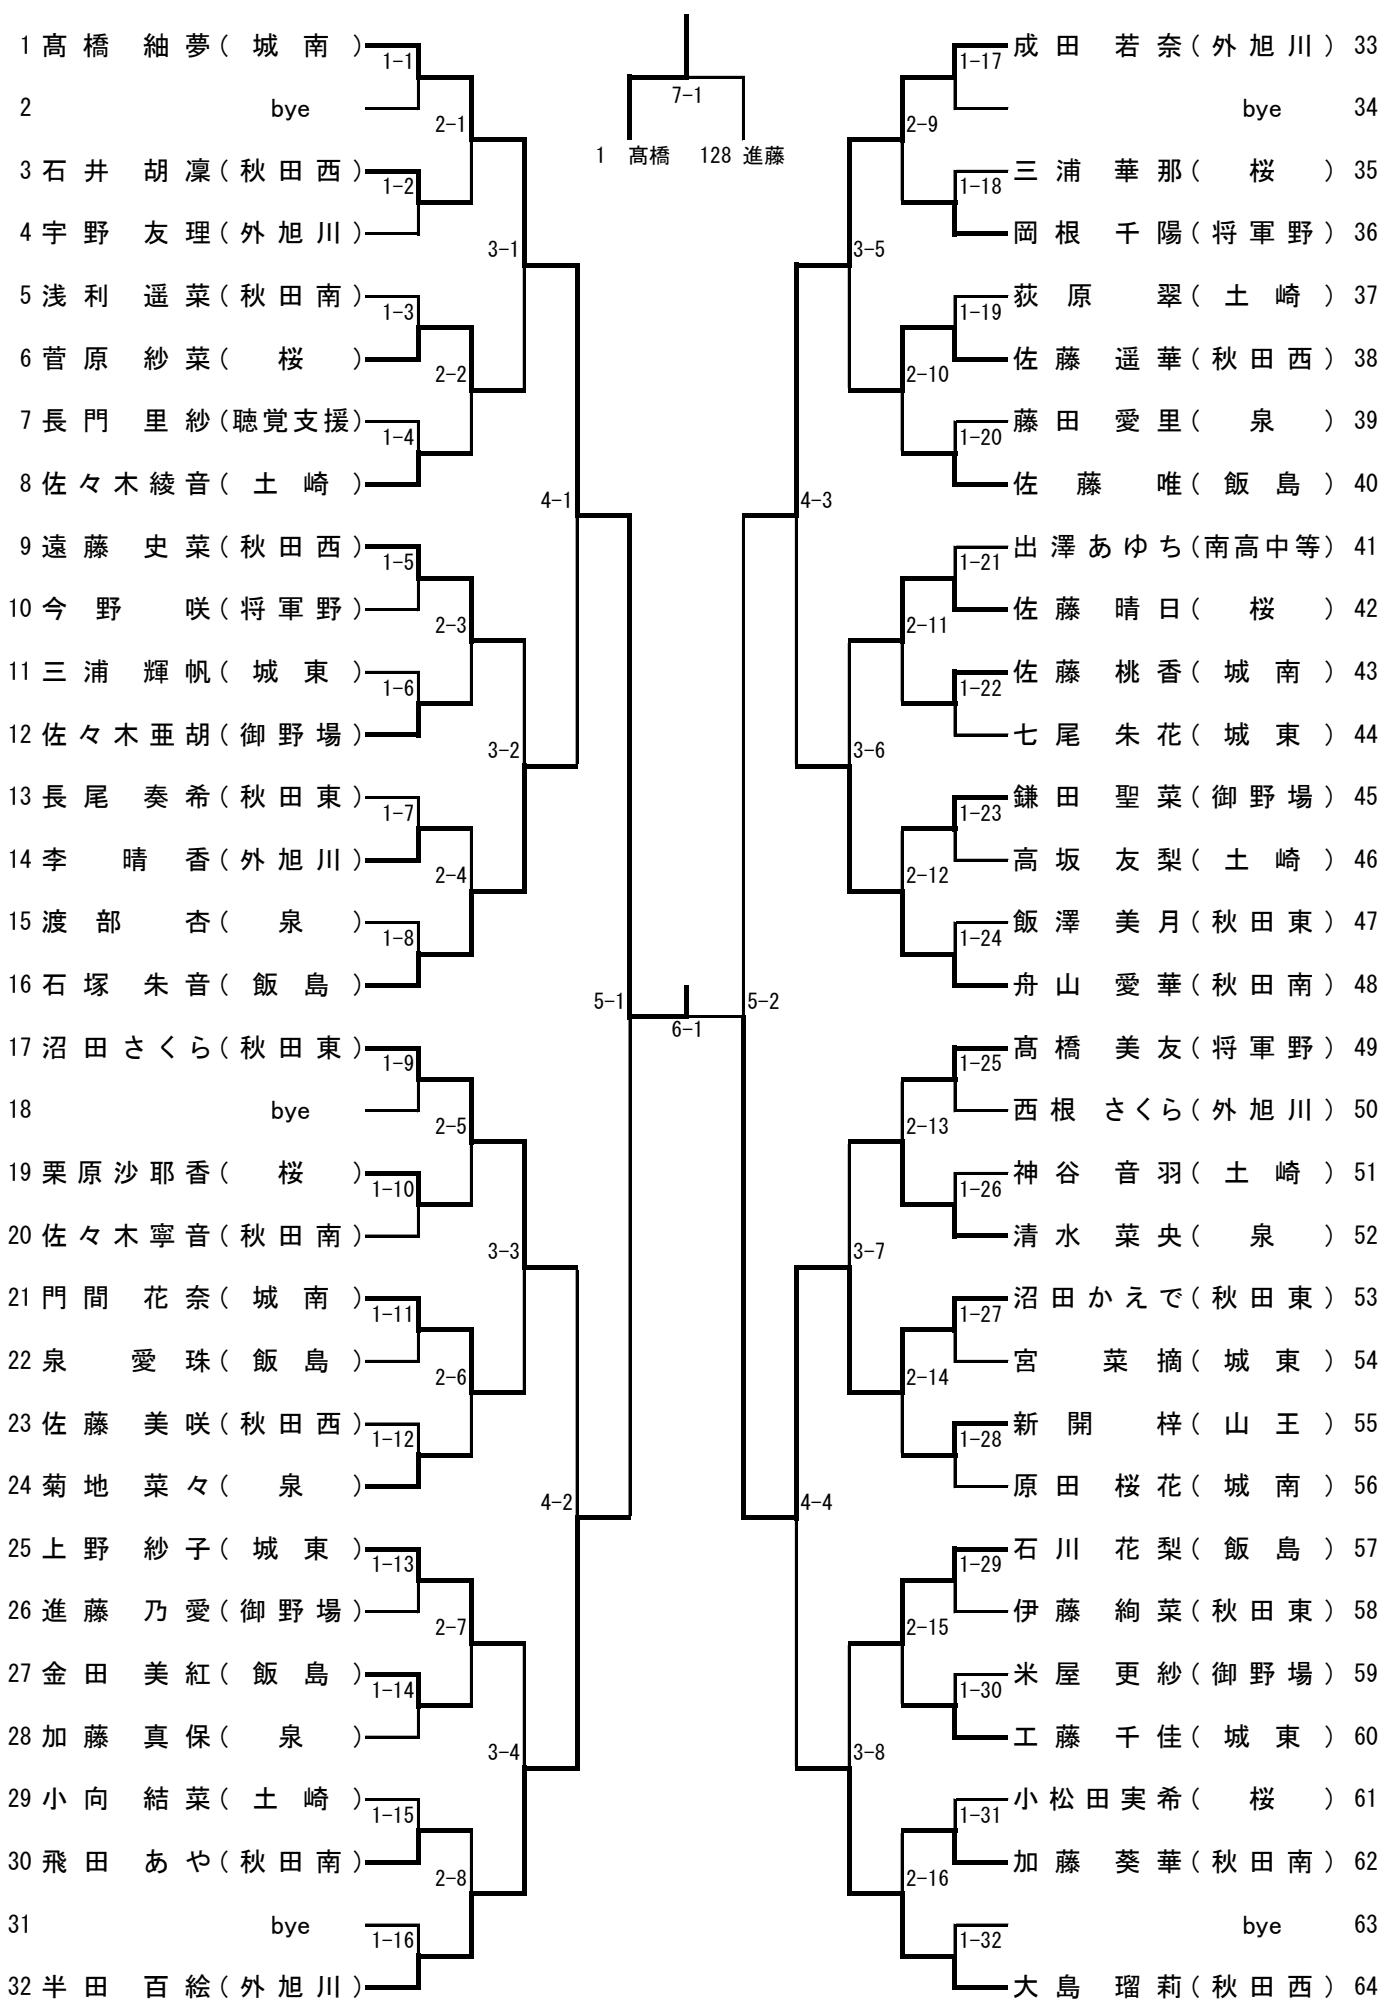 1 髙橋 紬夢(城南)
1-1
2 bye
2-1
3 石井 胡凜(秋田西)
1-2
4 宇野 友理(外旭川)
3-1
5 浅利 遥菜(秋田南)
1-3
6 菅原 紗菜(桜)
2-2
7 長門 里紗(聴覚支援)
1-4
8 佐々木綾音(土崎)
4-1
9 遠藤 史菜(秋田西)
1-5
10 今野 咲(将軍野)
2-3
11 三浦 輝帆(城東)
1-6
12 佐々木亜胡(御野場)
3-2
13 長尾 奏希(秋田東)
1-7
14 李 晴香(外旭川)
2-4
15 渡部 杏(泉)
1-8
16 石塚 朱音(飯島)
5-1
17 沼田さくら(秋田東)
1-9
18 bye
2-5
19 栗原沙耶香(桜)
1-10
20 佐々木寧音(秋田南)
3-3
21 門間 花奈(城南)
1-11
22 泉 愛珠(飯島)
2-6
23 佐藤 美咲(秋田西)
1-12
24 菊地 菜々(泉)
4-2
25 上野 紗子(城東)
1-13
26 進藤 乃愛(御野場)
2-7
27 金田 美紅(飯島)
1-14
28 加藤 真保(泉)
3-4
29 小向 結菜(土崎)
1-15
30 飛田 あや(秋田南)
2-8
31 bye
1-16
32 半田 百絵(外旭川)
7-1
1 髙橋 128 進藤
6-1
成田 若奈(外旭川) 33
1-17
bye 34
2-9
三浦 華那(桜) 35
1-18
岡根 千陽(将軍野) 36
3-5
荻原 翠(土崎) 37
1-19
佐藤 遥華(秋田西) 38
2-10
藤田 愛里(泉) 39
1-20
佐藤 唯(飯島) 40
4-3
出澤あゆち(南高中等) 41
1-21
佐藤 晴日(桜) 42
2-11
佐藤 桃香(城南) 43
1-22
七尾 朱花(城東) 44
3-6
鎌田 聖菜(御野場) 45
1-23
高坂 友梨(土崎) 46
2-12
飯澤 美月(秋田東) 47
1-24
舟山 愛華(秋田南) 48
5-2
髙橋 美友(将軍野) 49
1-25
西根 さくら(外旭川) 50
2-13
神谷 音羽(土崎) 51
1-26
清水 菜央(泉) 52
3-7
沼田かえで(秋田東) 53
1-27
宮 菜摘(城東) 54
2-14
新開 梓(山王) 55
1-28
原田 桜花(城南) 56
4-4
石川 花梨(飯島) 57
1-29
伊藤 絢菜(秋田東) 58
2-15
米屋 更紗(御野場) 59
1-30
工藤 千佳(城東) 60
3-8
小松田実希(桜) 61
1-31
加藤 葵華(秋田南) 62
2-16
bye 63
1-32
大島 瑠莉(秋田西) 64